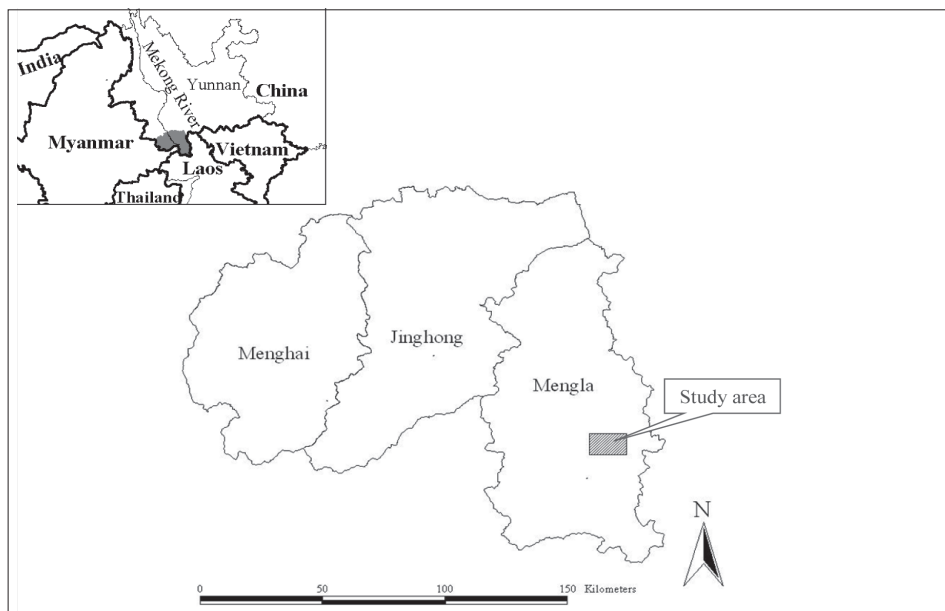 India
Mekong River
Yunnan
China
Myanmar
Vietnam
Laos
Thailand
Menghai
Jinghong
Mengla
Study area
N
0 50 100 150 Kilometers